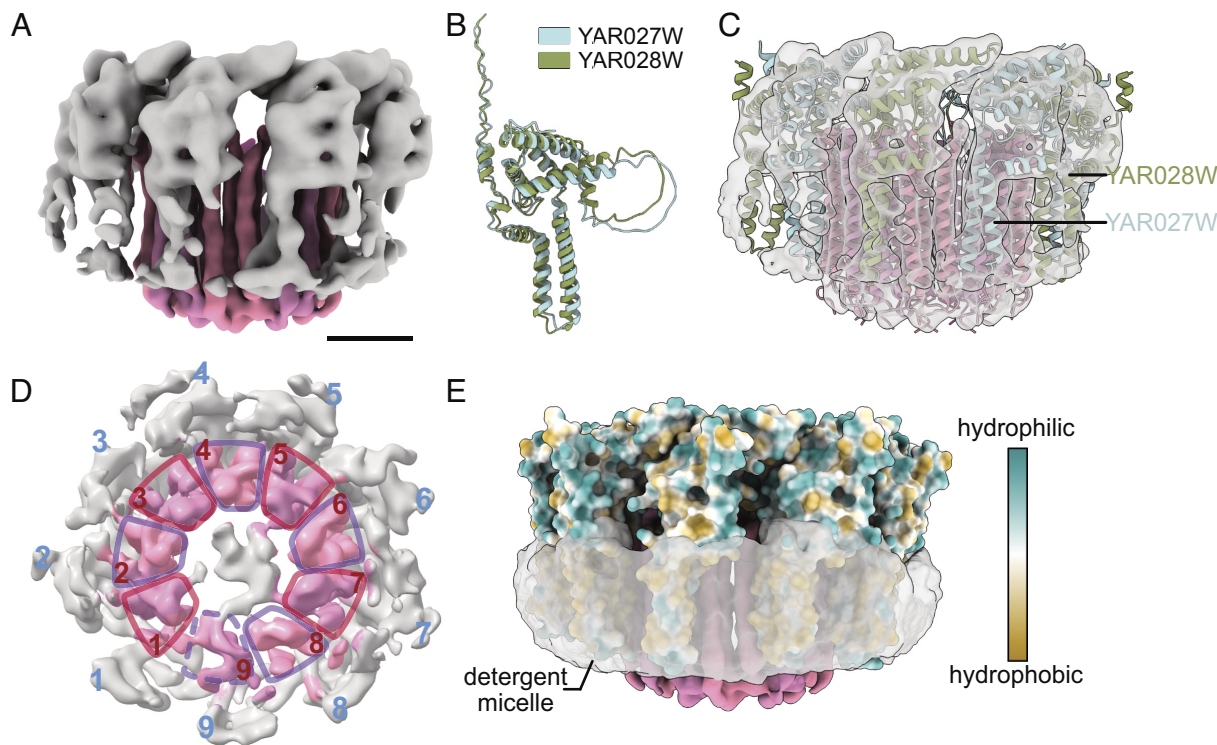 A
B
YAR027W
YAR028W
C
YAR028W
YAR027W
D
4
5
3
4
5
3
6
6
2
2
7
1
8
7
1
9
8
9
E
hydrophilic
hydrophobic
detergent
micelle